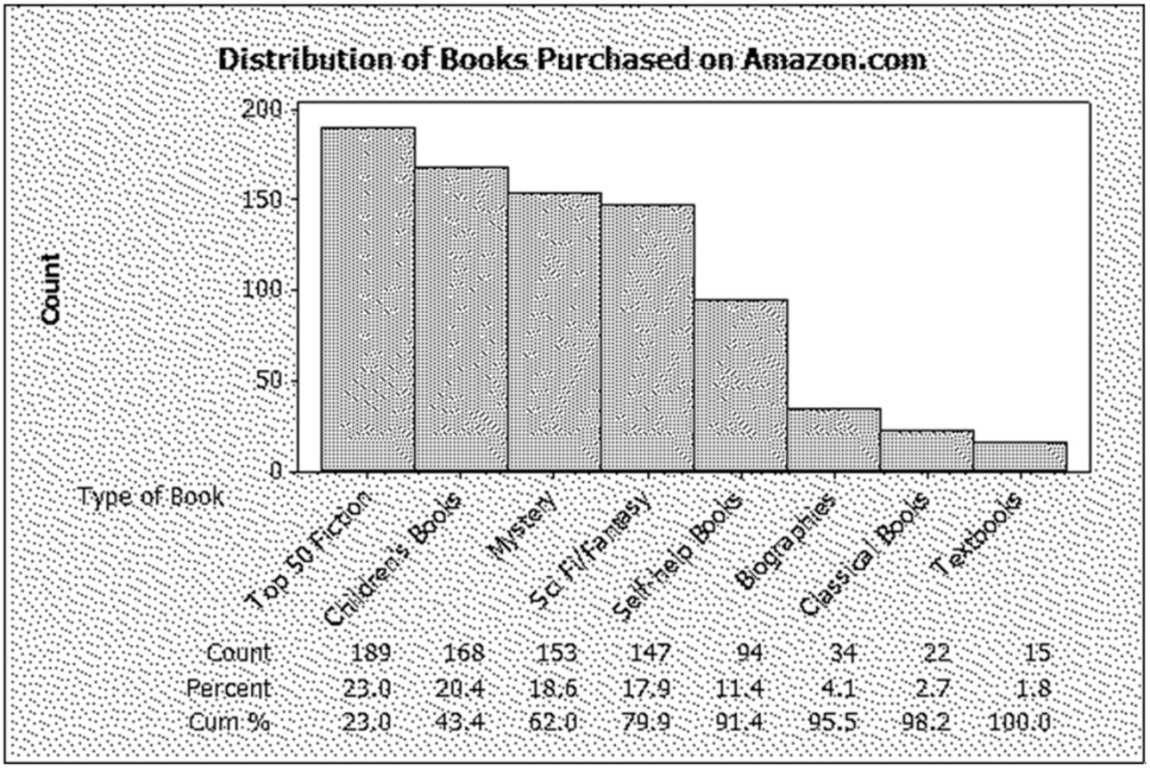 Distribution of Books Purchased on Amazon.com
200
150
100
50
0
Count
Type of Book
Top 50 Fiction
Children's Books
Mystery
Sci Fi/Fantasy
Self-help Books
Biographies
Classical Books
Textbooks
Count 189 168 153 147 94 34 22 15
Percent 23.0 20.4 18.6 17.9 11.4 4.1 2.7 1.8
Cum % 23.0 43.4 62.0 79.9 91.4 95.5 98.2 100.0